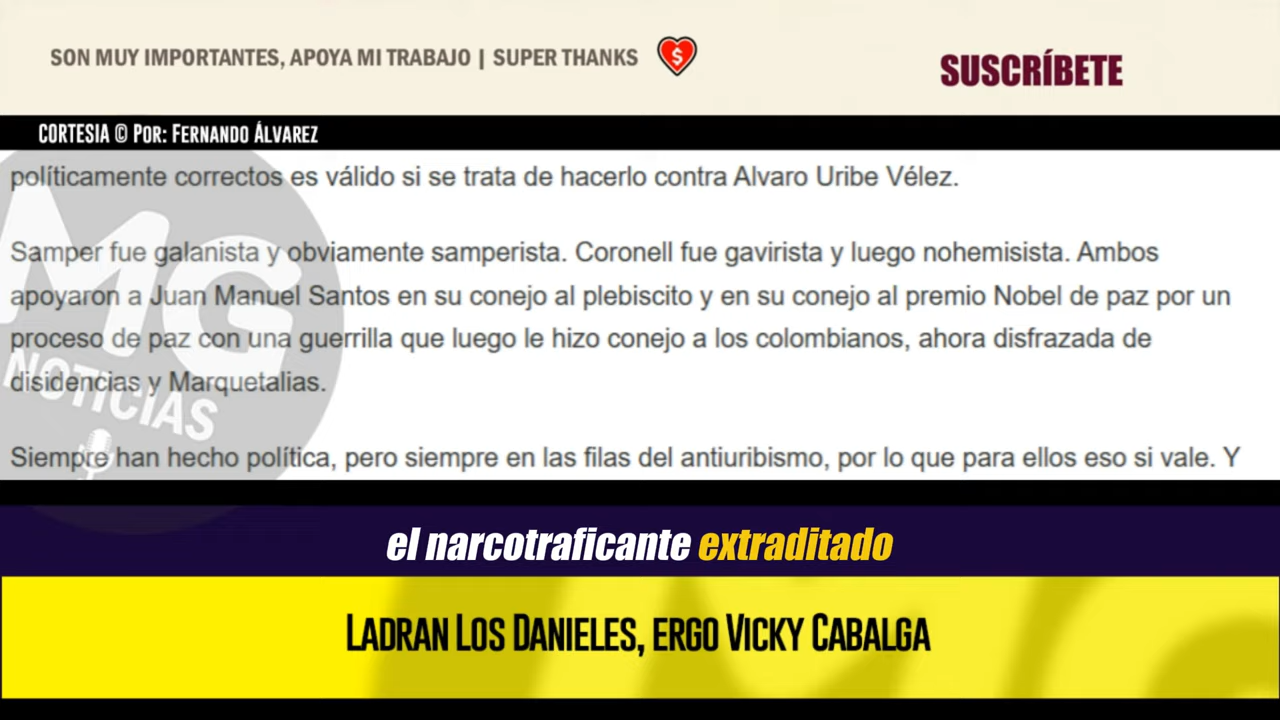 SON MUY IMPORTANTES, APOYA MI TRABAJO | SUPER THANKS $
SUSCRÍBETE
CORTESIA © Por: FERNANDO ÁLVAREZ
políticamente correctos es válido si se trata de hacerlo contra Alvaro Uribe Vélez.
Samper fue galanista y obviamente samperista. Coronell fue gavirista y luego nohemisista. Ambos
apoyaron a Juan Manuel Santos en su conejo al plebiscito y en su conejo al premio Nobel de paz por un
proceso de paz con una guerrilla que luego le hizo conejo a los colombianos, ahora disfrazada de
disidencias y Marquetalias.
Siempre han hecho política, pero siempre en las filas del antiuribismo, por lo que para ellos eso si vale. Y
MG
NOTICIAS
el narcotraficante extraditado
LADRAN LOS DANIELES, ERGO VICKY CABALGA